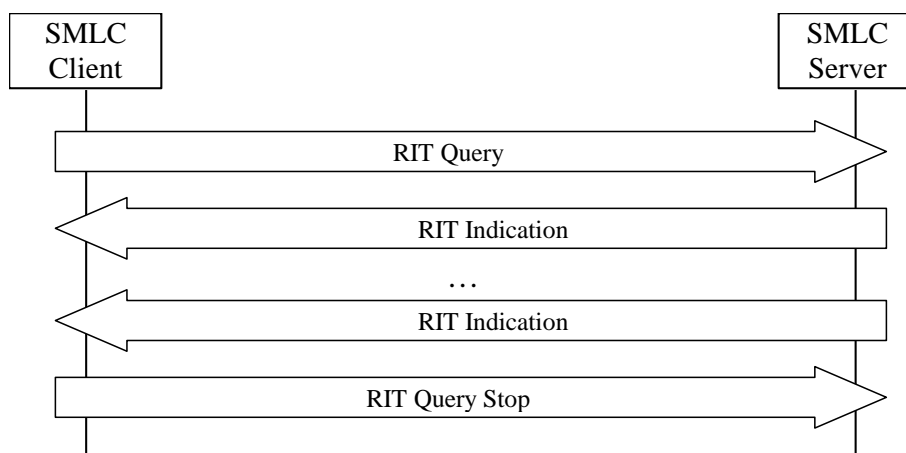 SMLC
Client
SMLC
Server
RIT Query
RIT Indication
…
RIT Indication
RIT Query Stop